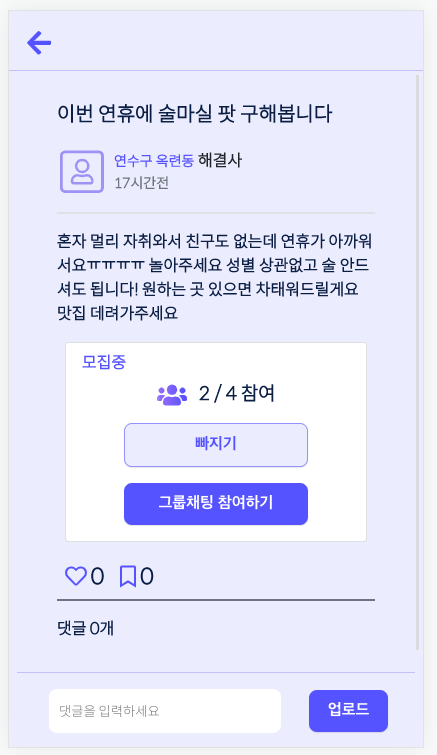 이번 연휴에 술마실 팟 구해봅니다
연수구 옥련동 해결사
17시간전
혼자 멀리 자취와서 친구도 없는데 연휴가 아까워
서요ㅠㅠㅠㅠ 놀아주세요 성별 상관없고 술 안드
셔도 됩니다! 원하는 곳 있으면 차태워드릴게요
맛집 데려가주세요
모집중
2 / 4 참여
빠지기
그룹채팅 참여하기
0 0
댓글 0개
댓글을 입력하세요 업로드